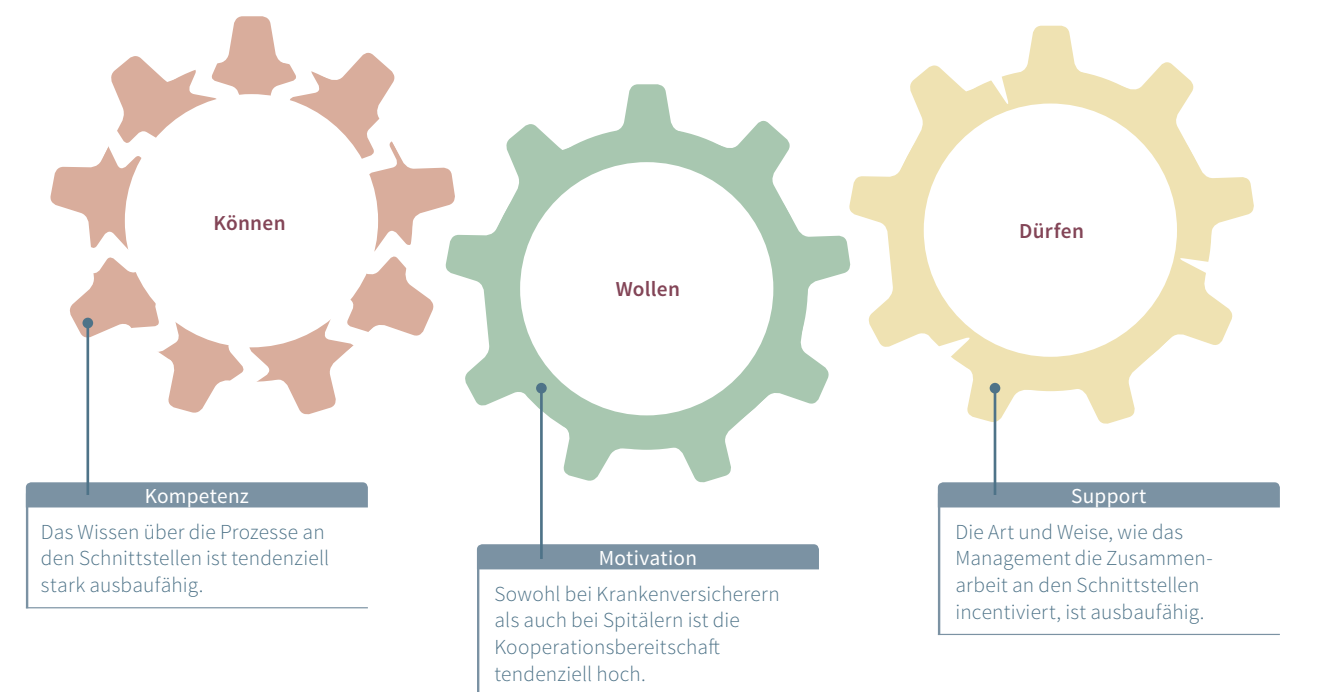 Können
Wollen
Dürfen
Kompetenz
Das Wissen über die Prozesse an
den Schnittstellen ist tendenziell
stark ausbaufähig.
Motivation
Sowohl bei Krankenversicherern
als auch bei Spitälern ist die
Kooperationsbereitschaft
tendenziell hoch.
Support
Die Art und Weise, wie das
Management die Zusammen-
arbeit an den Schnittstellen
incentiviert, ist ausbaufähig.